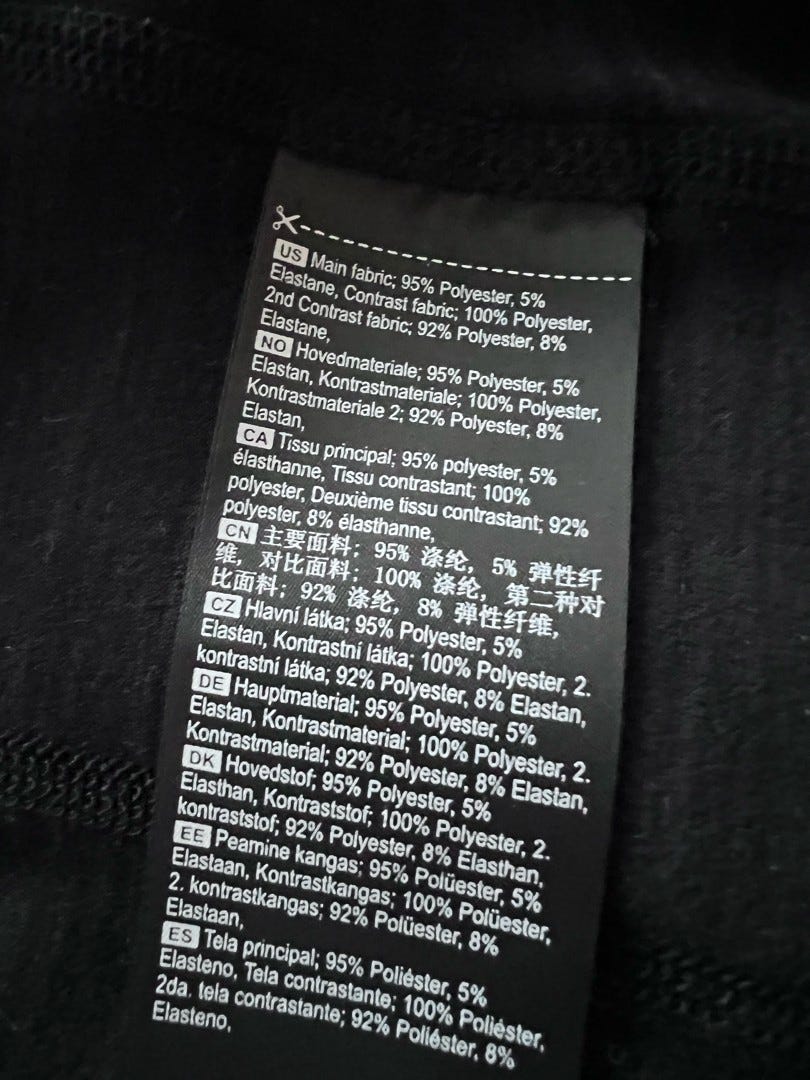 US Main fabric; 95% Polyester, 5%
Elastane, Contrast fabric; 100% Polyester,
2nd Contrast fabric; 92% Polyester, 8%
Elastane,
NO Hovedmateriale; 95% Polyester, 5%
Elastan, Kontrastmateriale; 100% Polyester,
Kontrastmateriale 2; 92% Polyester, 8%
Elastan,
CA Tissu principal; 95% polyester, 5%
élasthanne, Tissu contrastant; 100%
polyester, Deuxième tissu contrastant; 92%
polyester, 8% élasthanne,
CN 主要面料; 95% 涤纶, 5% 弹性纤
维, 对比面料; 100% 涤纶, 第二种对
比面料; 92% 涤纶, 8% 弹性纤维,
CZ Hlavní látka; 95% Polyester, 5%
Elastan, Kontrastní látka; 100% Polyester, 2.
kontrastní látka; 92% Polyester, 8% Elastan,
DE Hauptmaterial; 95% Polyester, 5%
Elastan, Kontrastmaterial; 100% Polyester, 2.
Kontrastmaterial; 92% Polyester, 8% Elastan,
DK Hovedstof; 95% Polyester, 5%
Elasthan, Kontraststof; 100% Polyester, 2.
kontraststof; 92% Polyester, 8% Elasthan,
EE Peamine kangas; 95% Polüester, 5%
Elastaan, Kontrastkangas; 100% Polüester,
2. kontrastkangas; 92% Polüester, 8%
Elastaan,
ES Tela principal; 95% Poliéster, 5%
Elasteno, Tela contrastante; 100% Poliéster,
2da. tela contrastante; 92% Poliéster, 8%
Elasteno,